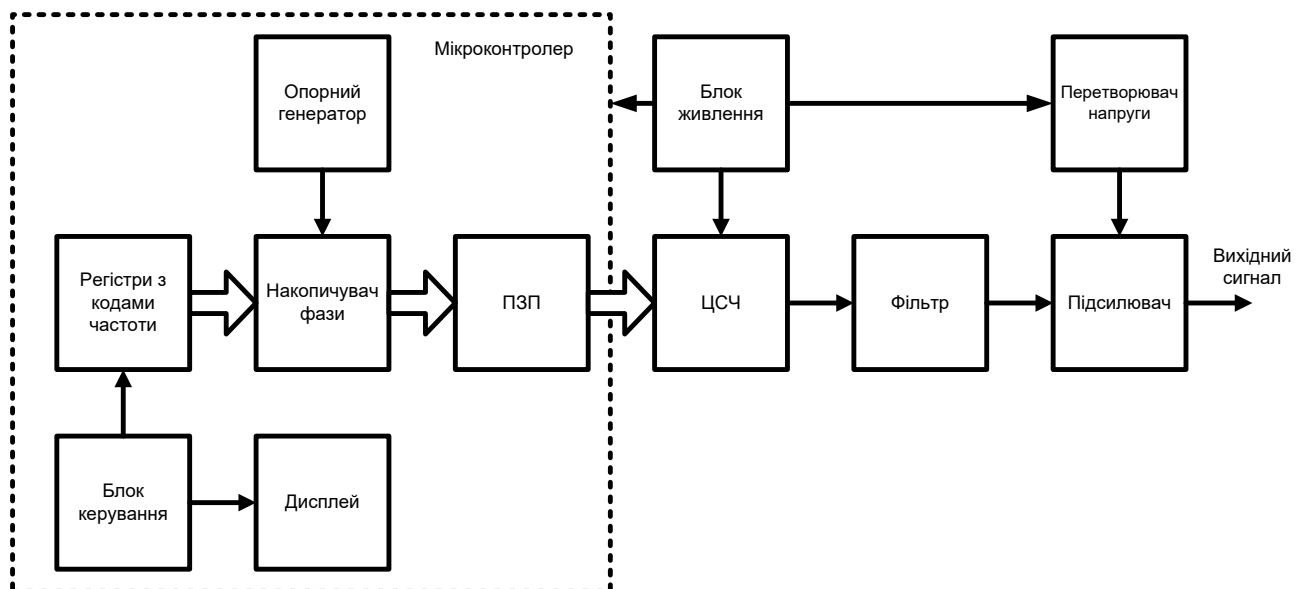 Мікроконтролер
Опорний
генератор
Блок
живлення
Перетворювач
напруги
Регістри з
кодами
частоти
Накопичувач
фази
ПЗП
ЦСЧ
Фільтр
Підсилювач
Вихідний
сигнал
Блок
керування
Дисплей